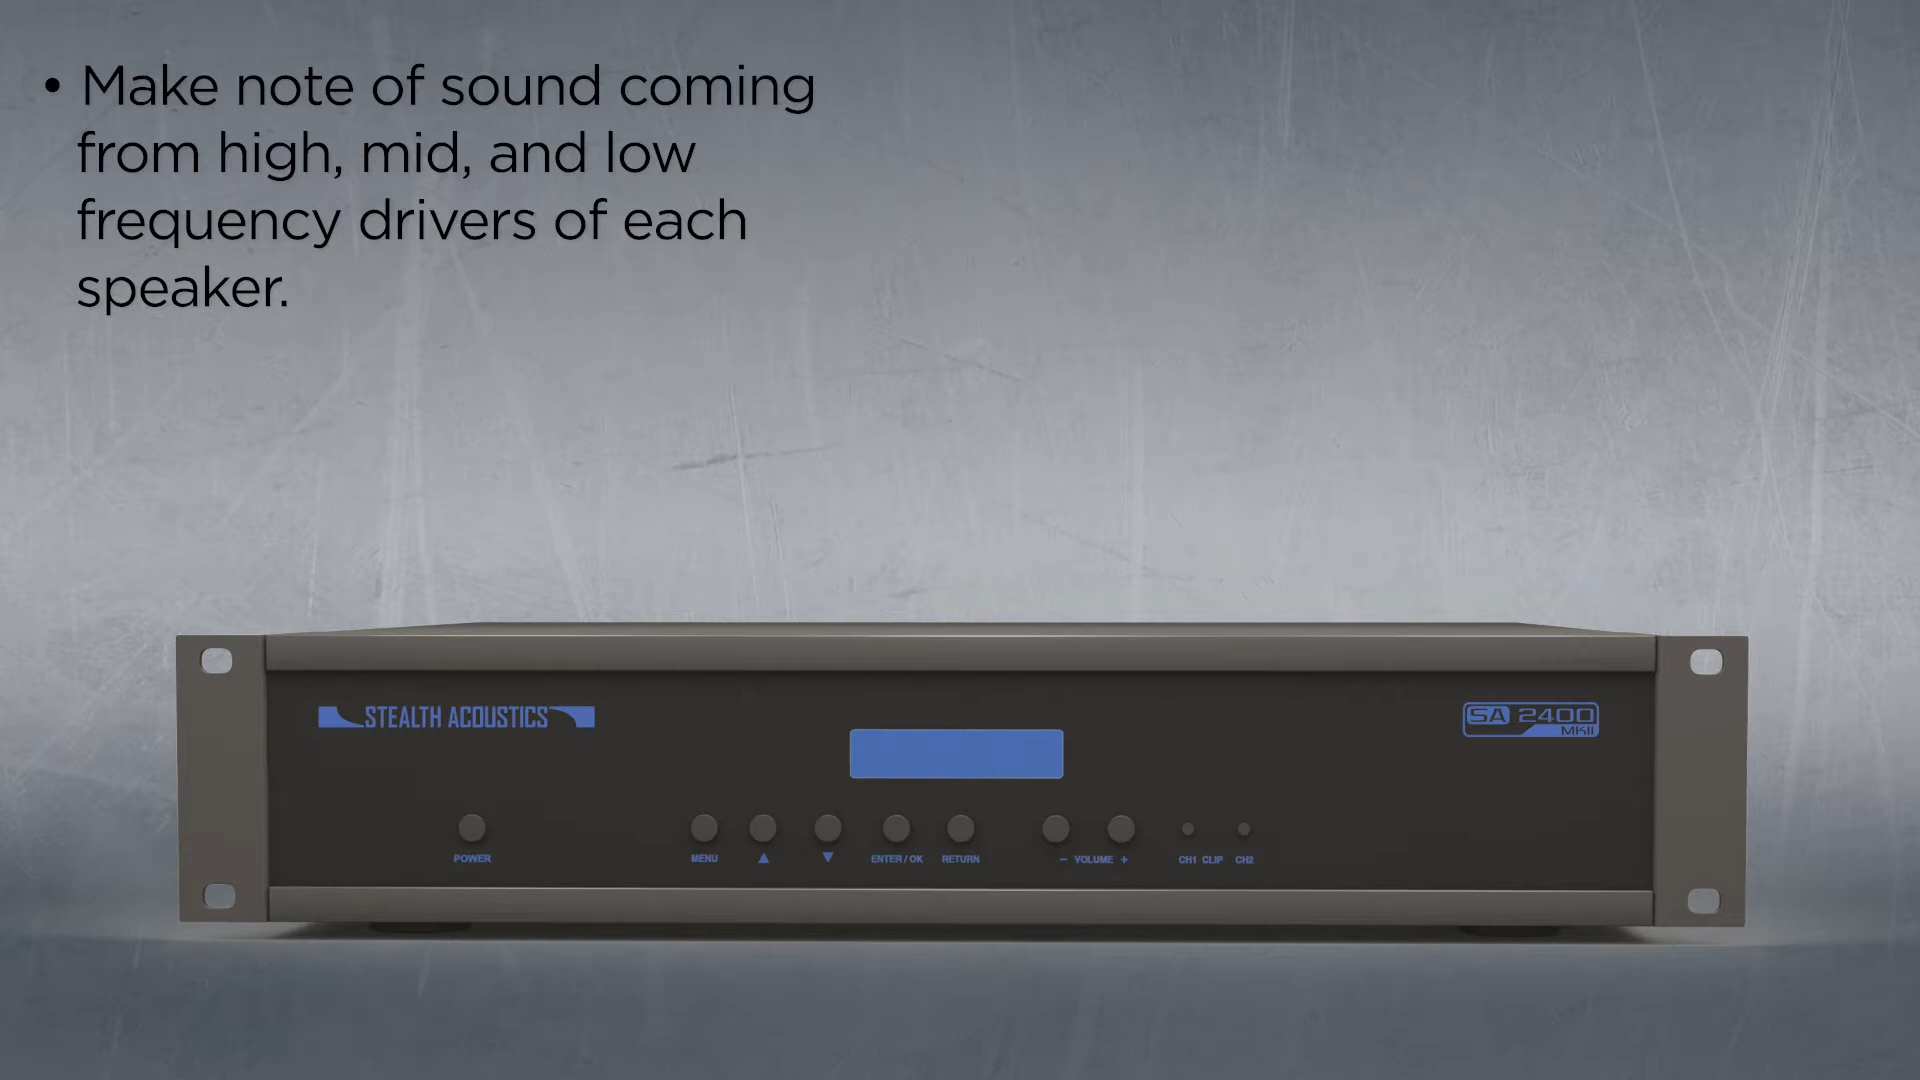 • Make note of sound coming
from high, mid, and low
frequency drivers of each
speaker.
STEALTH ACOUSTICS
SA 2400
MKII
POWER
MENU ▲ ▼ ENTER / OK RETURN − VOLUME + CH1 CLIP CH2